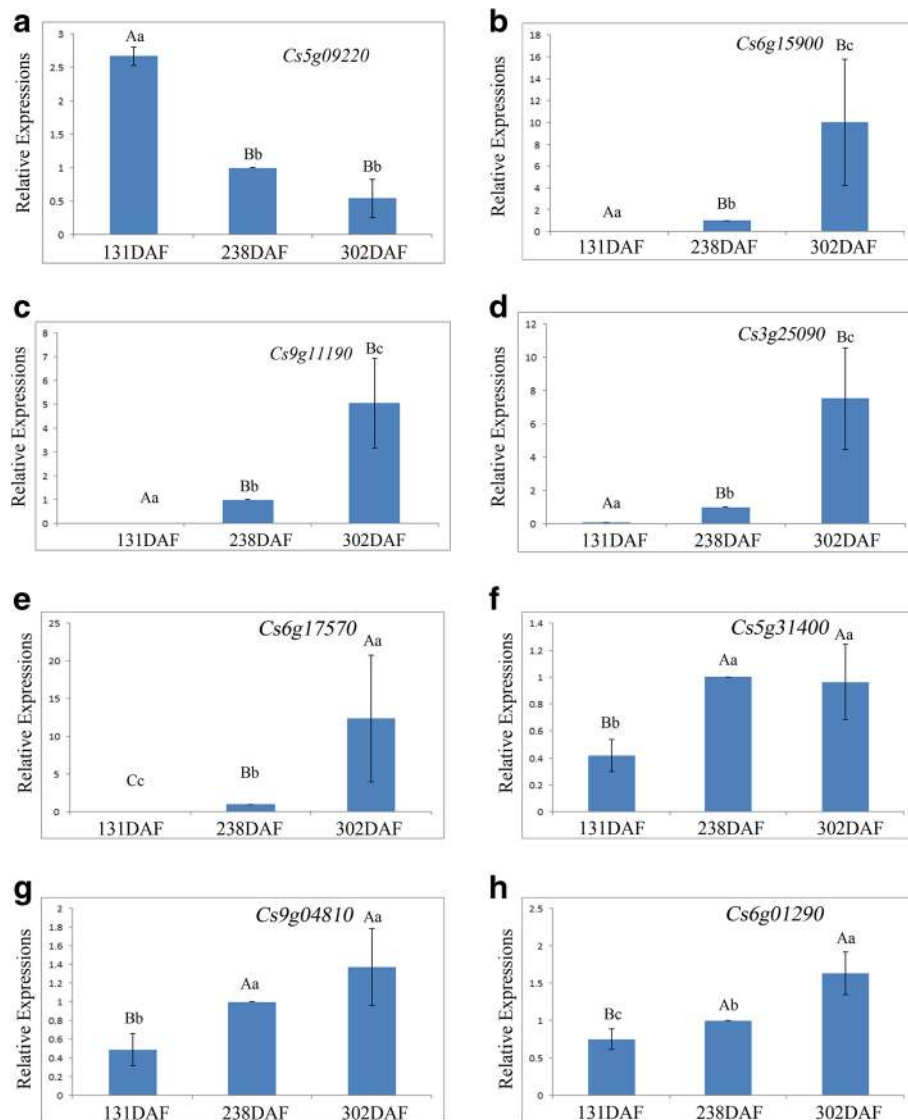 a
Relative Expressions
Cs5g09220
3
2.5
2
1.5
1
0.5
0
Aa
Bb
Bb
131DAF 238DAF 302DAF
b
Relative Expressions
Cs6g15900
18
16
14
12
10
8
6
4
2
0
Aa
Bb
Bc
131DAF 238DAF 302DAF
c
Relative Expressions
Cs9g11190
8
7
6
5
4
3
2
1
0
Aa
Bb
Bc
131DAF 238DAF 302DAF
d
Relative Expressions
Cs3g25090
12
10
8
6
4
2
0
Aa
Bb
Bc
131DAF 238DAF 302DAF
e
Relative Expressions
Cs6g17570
25
20
15
10
5
0
Cc
Bb
Aa
131DAF 238DAF 302DAF
f
Relative Expressions
Cs5g31400
1.4
1.2
1
0.8
0.6
0.4
0.2
0
Bb
Aa
Aa
131DAF 238DAF 302DAF
g
Relative Expressions
Cs9g04810
2
1.8
1.6
1.4
1.2
1
0.8
0.6
0.4
0.2
0
Bb
Aa
Aa
131DAF 238DAF 302DAF
h
Relative Expressions
Cs6g01290
2.5
2
1.5
1
0.5
0
Bc
Ab
Aa
131DAF 238DAF 302DAF